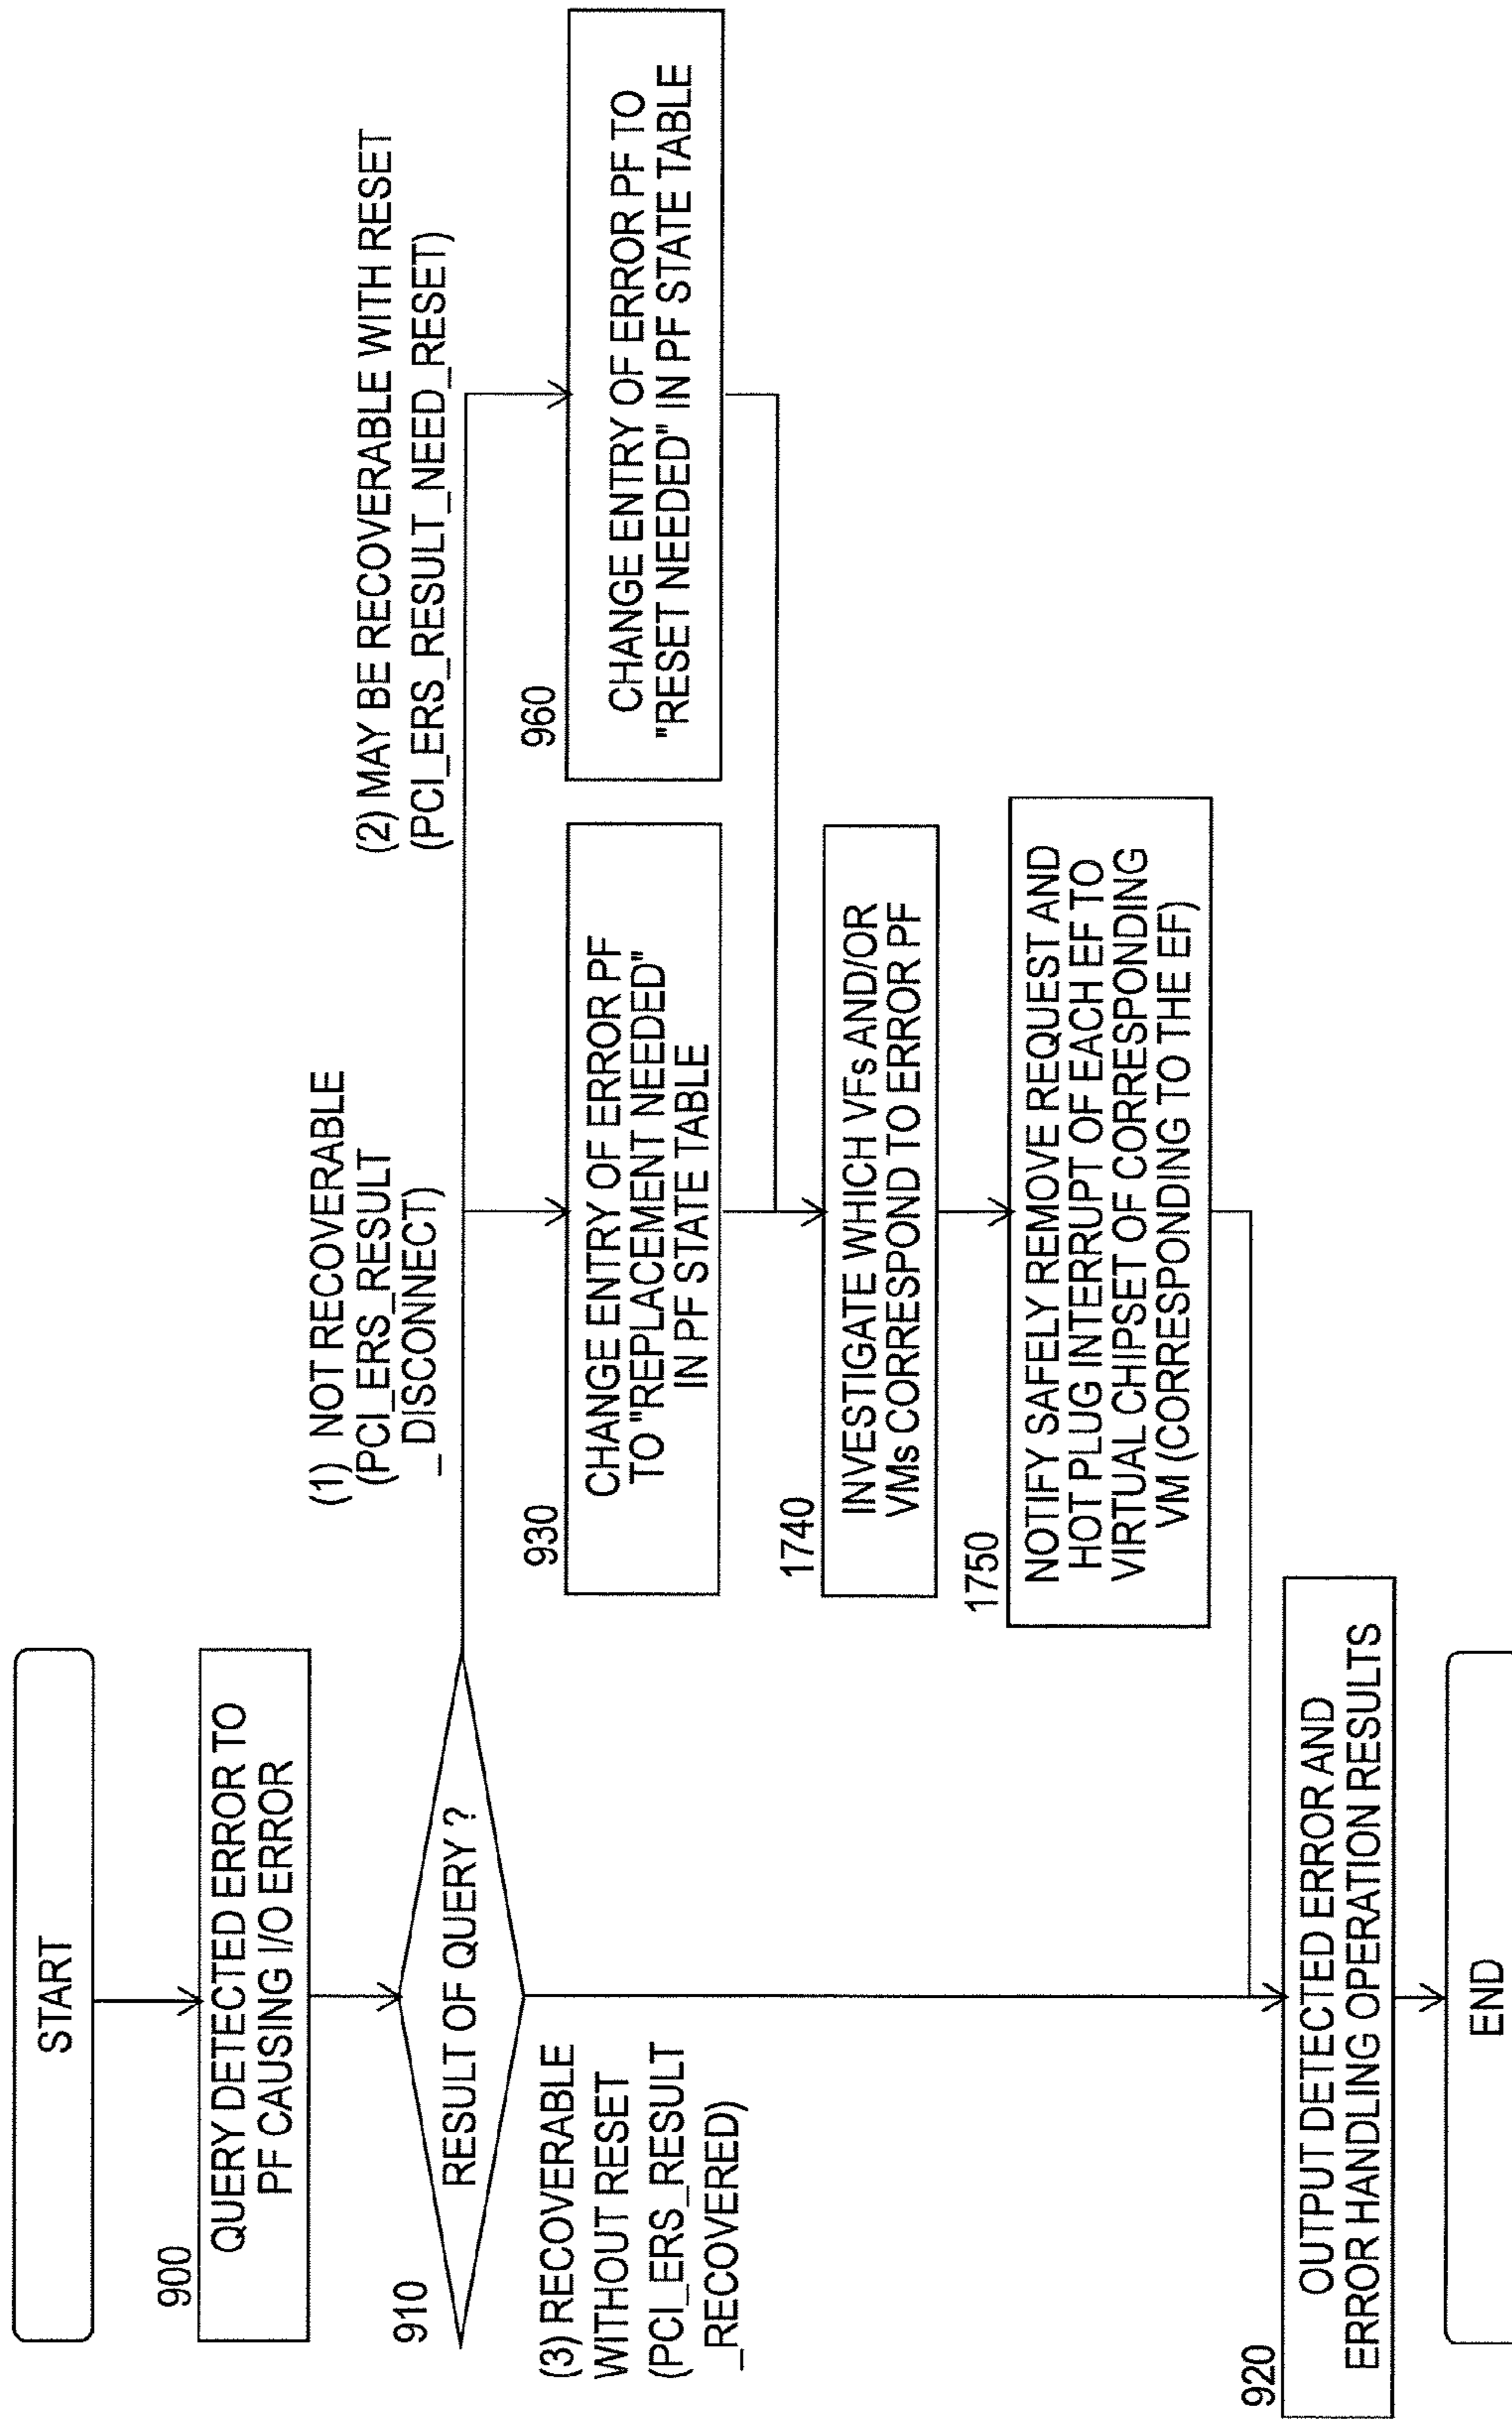 START
900
QUERY DETECTED ERROR TO
PF CAUSING I/O ERROR
910
RESULT OF QUERY ?
(1) NOT RECOVERABLE
(PCI_ERS_RESULT
_DISCONNECT)
(2) MAY BE RECOVERABLE WITH RESET
(PCI_ERS_RESULT_NEED_RESET)
(3) RECOVERABLE
WITHOUT RESET
(PCI_ERS_RESULT
_RECOVERED)
930
CHANGE ENTRY OF ERROR PF
TO "REPLACEMENT NEEDED"
IN PF STATE TABLE
960
CHANGE ENTRY OF ERROR PF TO
"RESET NEEDED" IN PF STATE TABLE
1740
INVESTIGATE WHICH VFs AND/OR
VMs CORRESPOND TO ERROR PF
1750
NOTIFY SAFELY REMOVE REQUEST AND
HOT PLUG INTERRUPT OF EACH EF TO
VIRTUAL CHIPSET OF CORRESPONDING
VM (CORRESPONDING TO THE EF)
920
OUTPUT DETECTED ERROR AND
ERROR HANDLING OPERATION RESULTS
END